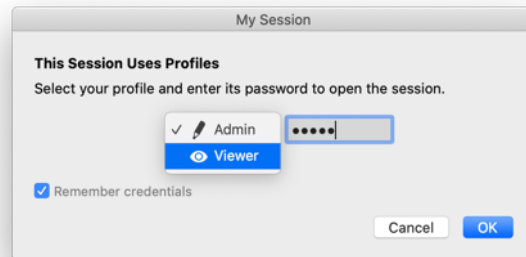 My Session
This Session Uses Profiles
Select your profile and enter its password to open the session.
✓ Admin •••••
Viewer
Remember credentials
Cancel OK